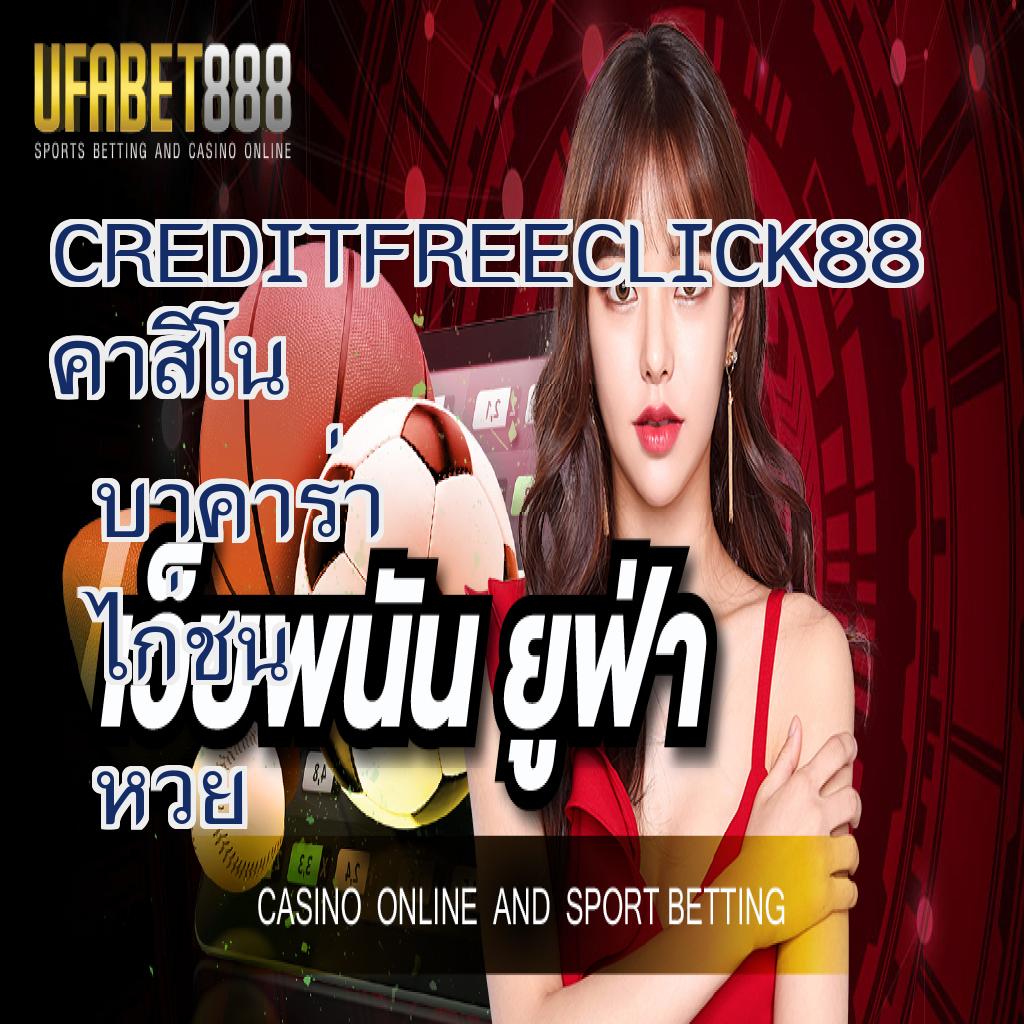 UFABET888
SPORTS BETTING AND CASINO ONLINE
CREDITFREECLICK88
คาสิโน
บาคาร่า
ไก่ชน
พนัน ยูฟ่า
หวย
CASINO ONLINE AND SPORT BETTING